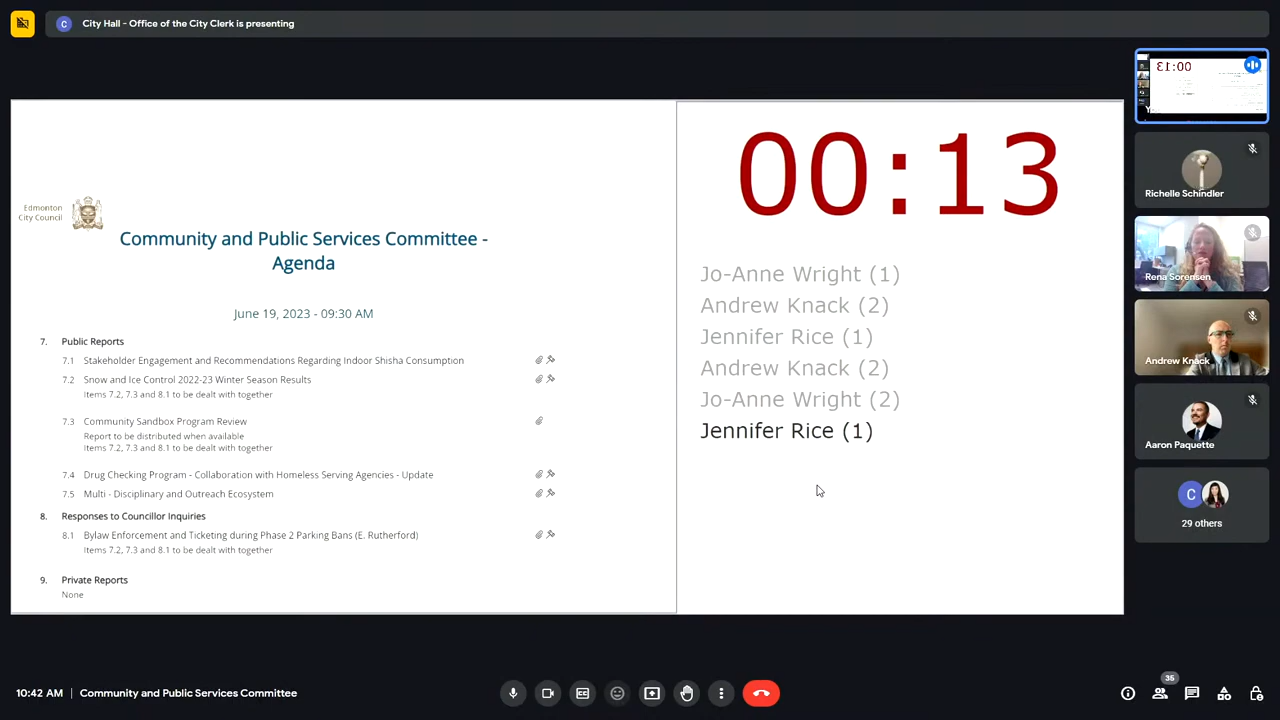 City Hall - Office of the City Clerk is presenting
Edmonton
City Council
Community and Public Services Committee -
Agenda
June 19, 2023 - 09:30 AM
7. Public Reports
7.1 Stakeholder Engagement and Recommendations Regarding Indoor Shisha Consumption
7.2 Snow and Ice Control 2022-23 Winter Season Results
Items 7.2, 7.3 and 8.1 to be dealt with together
7.3 Community Sandbox Program Review
Report to be distributed when available
Items 7.2, 7.3 and 8.1 to be dealt with together
7.4 Drug Checking Program - Collaboration with Homeless Serving Agencies - Update
7.5 Multi - Disciplinary and Outreach Ecosystem
8. Responses to Councillor Inquiries
8.1 Bylaw Enforcement and Ticketing during Phase 2 Parking Bans (E. Rutherford)
Items 7.2, 7.3 and 8.1 to be dealt with together
9. Private Reports
None
00:13
Jo-Anne Wright (1)
Andrew Knack (2)
Jennifer Rice (1)
Andrew Knack (2)
Jo-Anne Wright (2)
Jennifer Rice (1)
00:13
Richelle Schindler
Rena Sorensen
Andrew Knack
Aaron Paquette
C
29 others
10:42 AM | Community and Public Services Committee
35